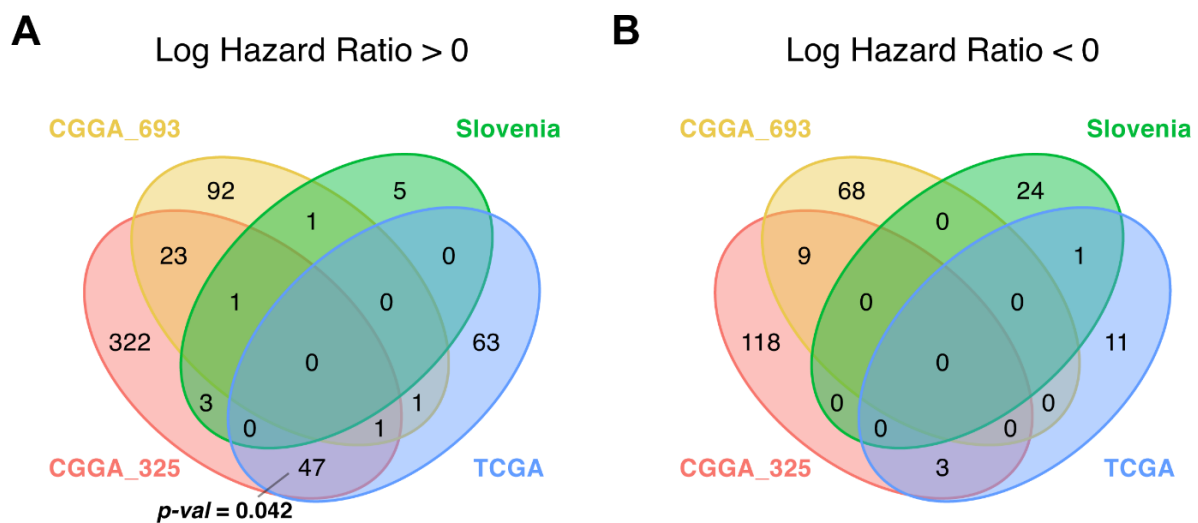 A
Log Hazard Ratio > 0
CGGA_693
Slovenia
92
5
1
23
0
1
0
322
0
63
3
1
0
1
CGGA_325
47
TCGA
p-val = 0.042
B
Log Hazard Ratio < 0
CGGA_693
Slovenia
68
24
0
9
1
0
0
118
0
11
0
0
0
0
CGGA_325
3
TCGA